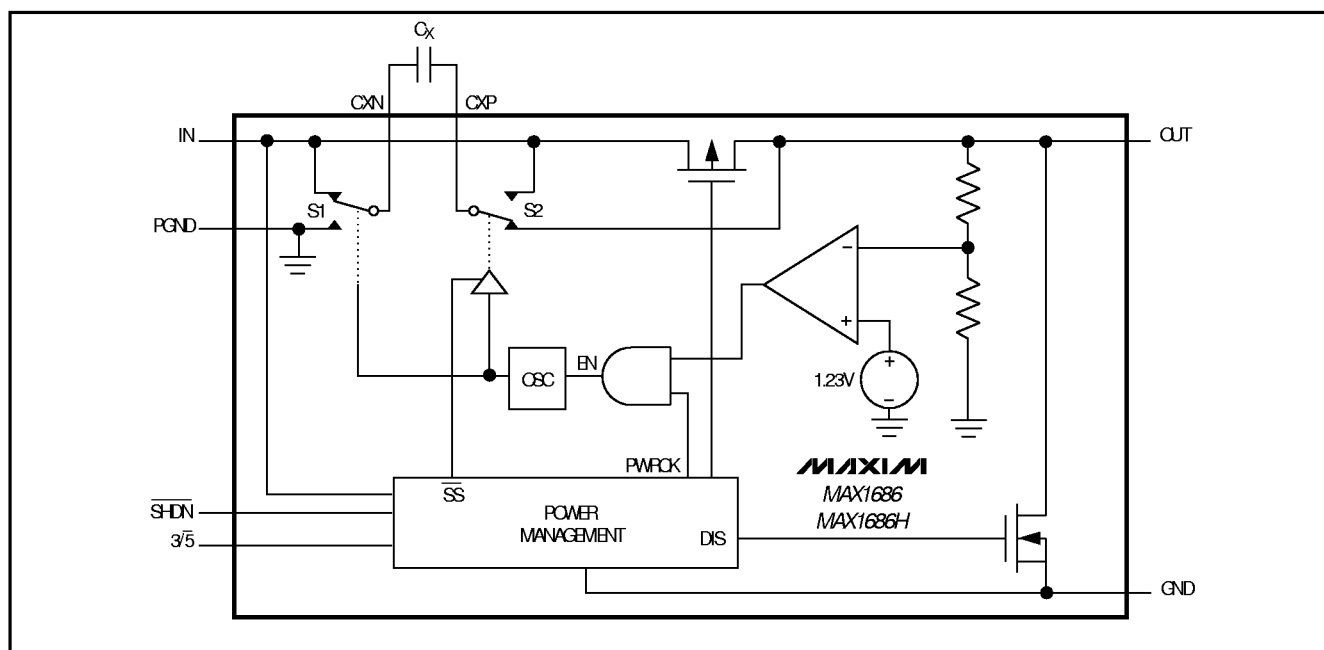 CX
CXN
CXP
IN
OUT
S1
S2
PGND
−
+
EN
OSC
1.23V
+
−
PWROK
MAXIM
SS
MAX1686
SHDN
POWER
MANAGEMENT
MAX1686H
3/5
DIS
GND